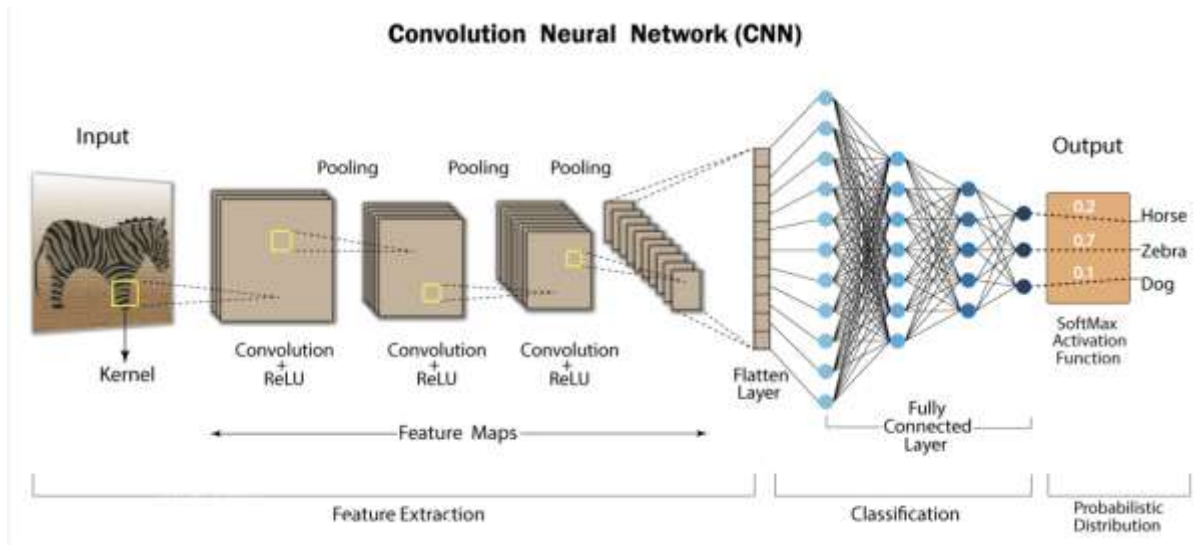 Convolution Neural Network (CNN)
Input
Output
Pooling
Pooling
Pooling
0.2
0.7
0.1
Horse
Zebra
Dog
Kernel
Convolution
+
ReLU
Convolution
+
ReLU
Convolution
+
ReLU
Flatten
Layer
SoftMax
Activation
Function
Fully
Connected
Layer
Feature Maps
Feature Extraction
Classification
Probabilistic
Distribution